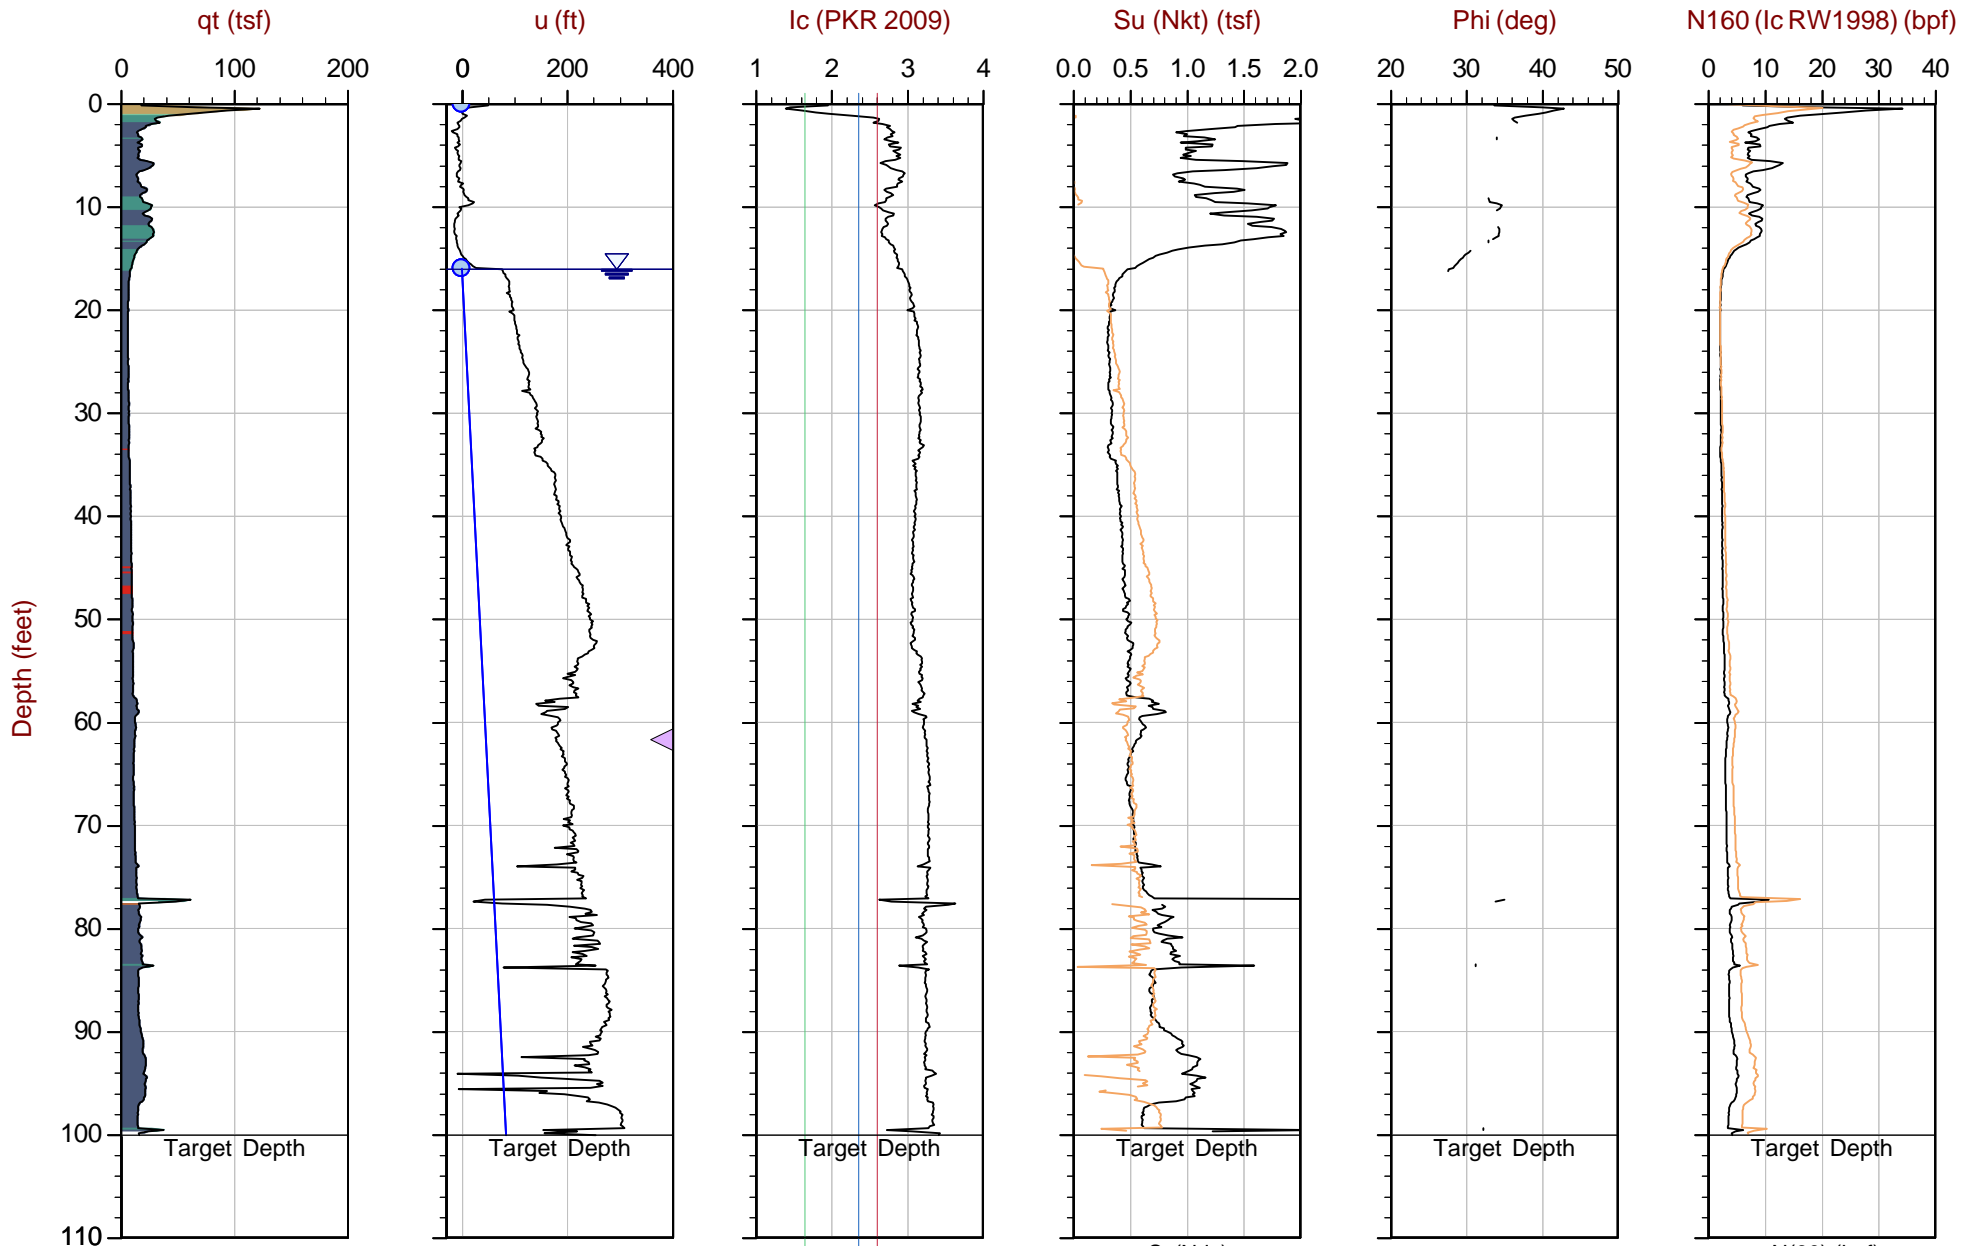 qt (tsf)
u (ft)
Ic (PKR 2009)
Su (Nkt) (tsf)
Phi (deg)
N160 (Ic RW1998) (bpf)
0 100 200
0 200 400
1 2 3 4
0.0 0.5 1.0 1.5 2.0
20 30 40 50
0 10 20 30 40
0
10
20
30
40
50
60
70
80
90
100
110
Depth (feet)
Target Depth
Target Depth
Target Depth
Target Depth
Target Depth
Target Depth